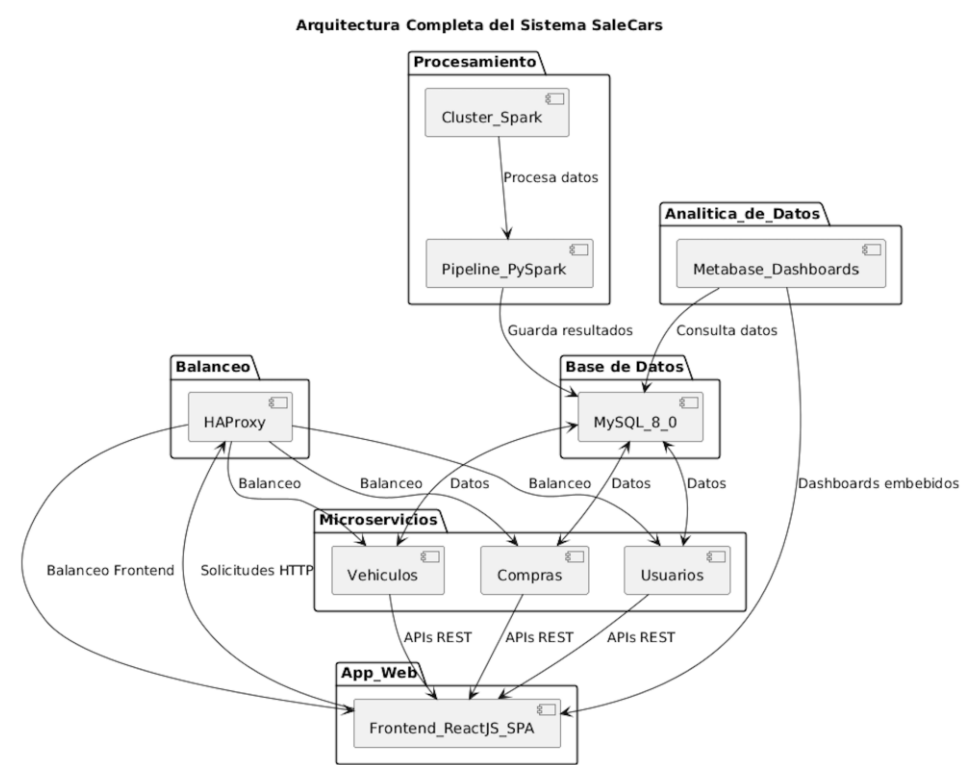 Arquitectura Completa del Sistema SaleCars
Procesamiento
Cluster_Spark
Procesa datos
Analitica_de_Datos
Pipeline_PySpark
Metabase_Dashboards
Guarda resultados
Consulta datos
Balanceo
Base de Datos
HAProxy
MySQL_8_0
Balanceo
Balanceo
Datos
Balanceo
Datos
Datos
Dashboards embebidos
Microservicios
Balanceo Frontend
Solicitudes HTTP
Vehiculos
Compras
Usuarios
APIs REST
APIs REST
APIs REST
App_Web
Frontend_ReactJS_SPA